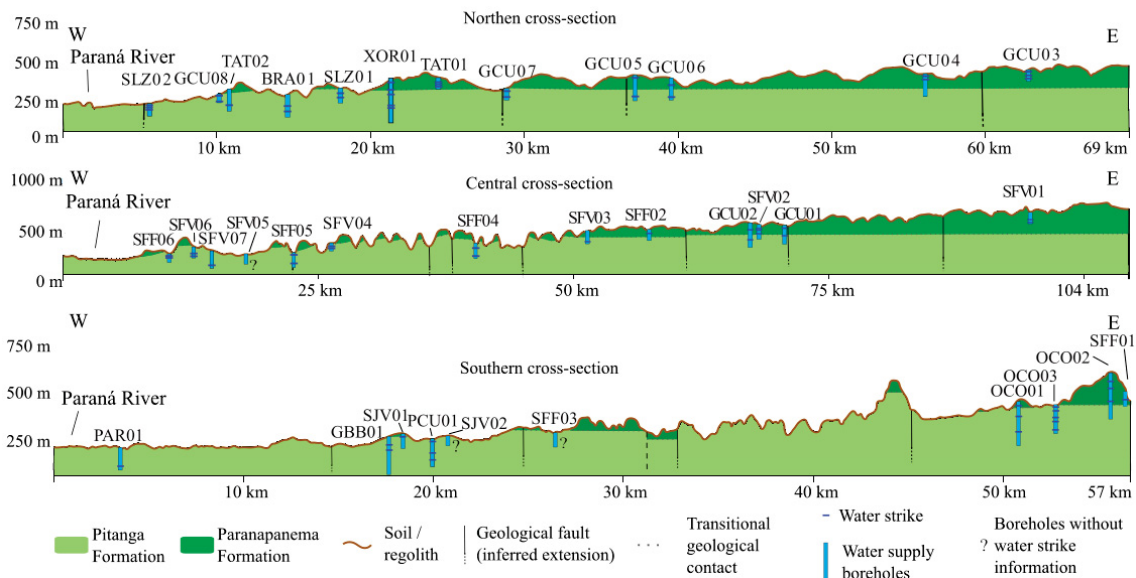 Northen cross-section
750 m
500 m
250 m
0 m
W
E
Paraná River
SLZ02
GCU08
TAT02
BRA01
SLZ01
XOR01
TAT01
GCU07
GCU05
GCU06
GCU04
GCU03
10 km
20 km
30 km
40 km
50 km
60 km
69 km
Central cross-section
1000 m
500 m
0 m
W
E
Paraná River
SFF06
SFV06
SFV07
SFV05
?
SFF05
SFV04
SFF04
SFV03
SFF02
GCU02
SFV02
GCU01
SFV01
25 km
50 km
75 km
104 km
Southern cross-section
750 m
500 m
250 m
W
E
Paraná River
PAR01
GBB01
SJV01
PCU01
SJV02
?
SFF03
?
OCO01
OCO03
OCO02
SFF01
10 km
20 km
30 km
40 km
50 km
57 km
Pitanga
Formation
Paranapanema
Formation
Soil /
regolith
Geological fault
(inferred extension)
Transitional
geological
contact
Water strike
Water supply
boreholes
Boreholes without
? water strike
information